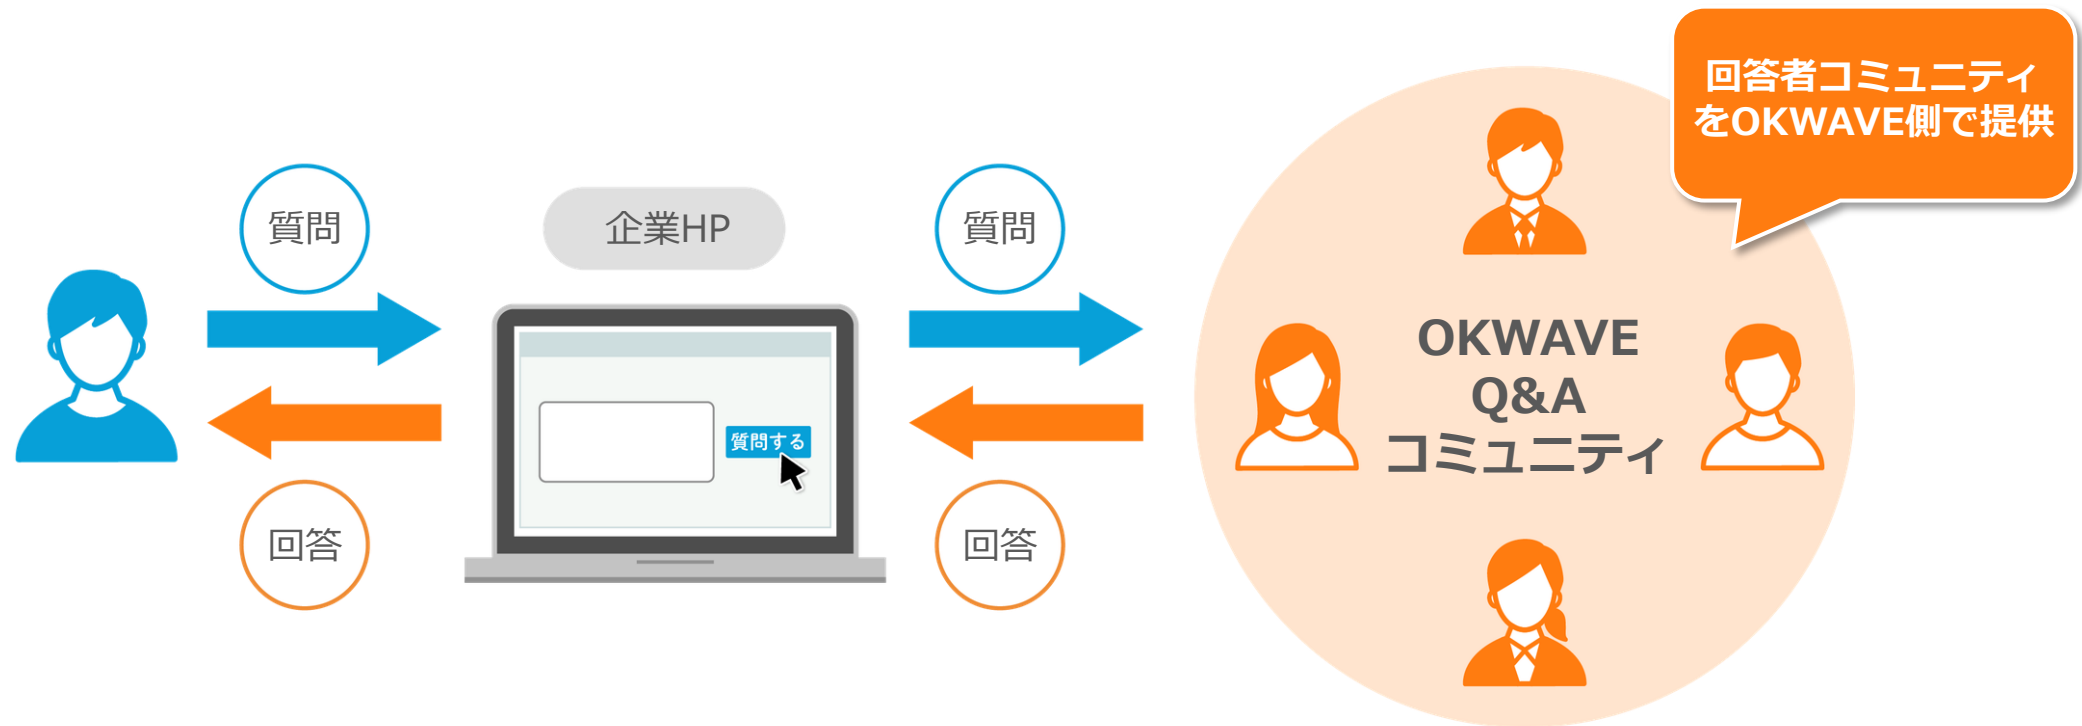 回答者コミュニティ
をOKWAVE側で提供
質問
企業HP
質問
OKWAVE
Q&A
コミュニティ
質問する
回答
回答